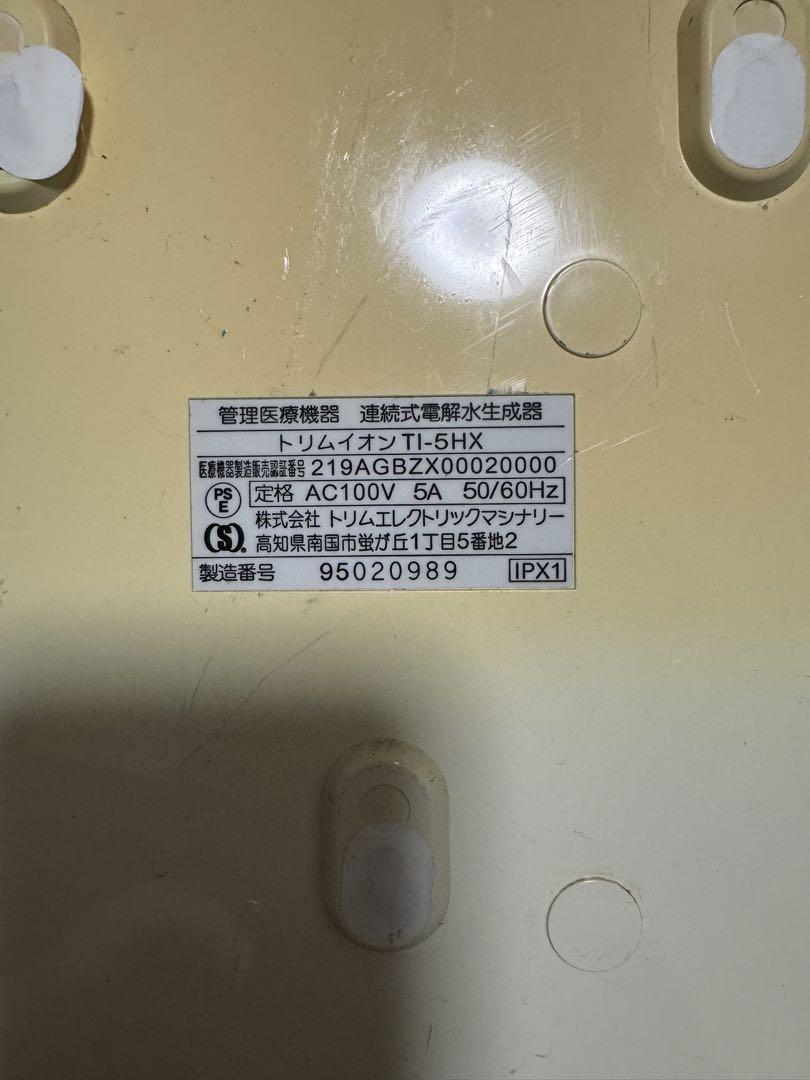 管理医療機器 連続式電解水生成器
トリムイオン TI-5HX
医療機器製造販売認証番号 219AGBZX00020000
PSE 定格 AC100V 5A 50/60Hz
株式会社 トリムエレクトリックマシナリー
(S). 高知県南国市蛍が丘1丁目5番地2
製造番号 95020989 IPX1